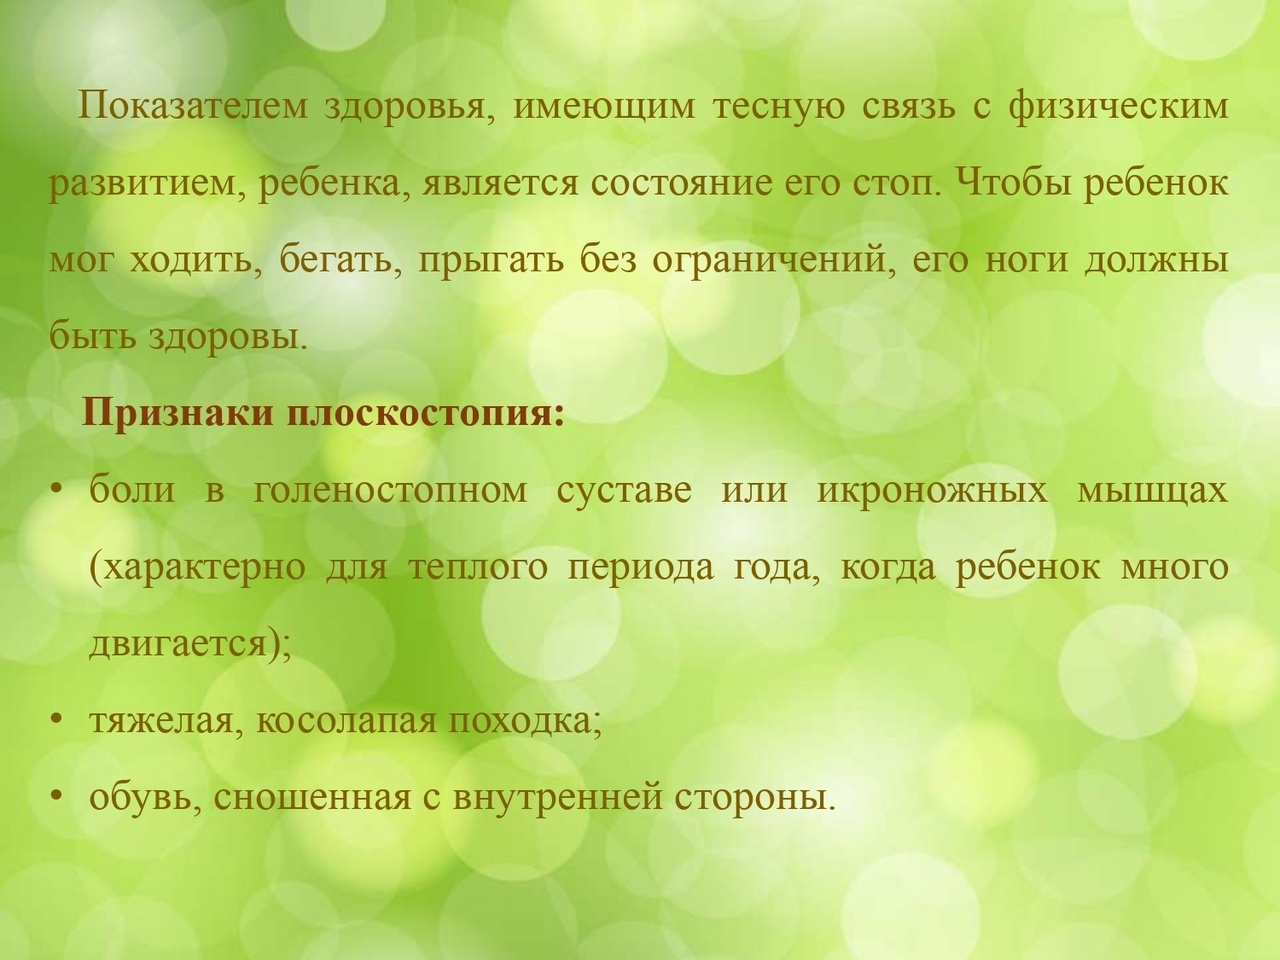 Показателем здоровья, имеющим тесную связь с физическим
развитием, ребенка, является состояние его стоп. Чтобы ребенок
мог ходить, бегать, прыгать без ограничений, его ноги должны
быть здоровы.
Признаки плоскостопия:
• боли в голеностопном суставе или икроножных мышцах
(характерно для теплого периода года, когда ребенок много
двигается);
• тяжелая, косолапая походка;
• обувь, сношенная с внутренней стороны.